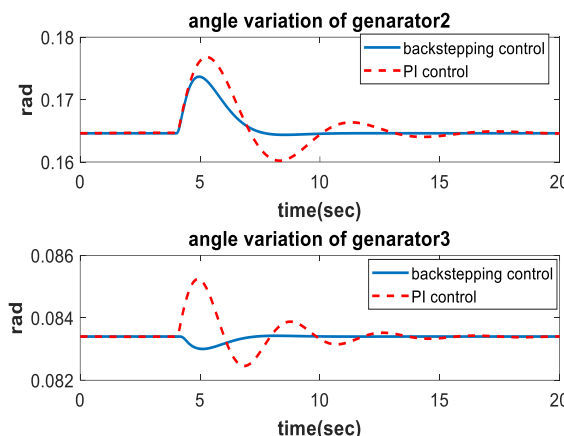 angle variation of genarator2
0.18
backstepping control
PI control
0.17
rad
0.16
0 5 10 15 20
time(sec)
angle variation of genarator3
0.086
backstepping control
PI control
0.084
rad
0.082
0 5 10 15 20
time(sec)